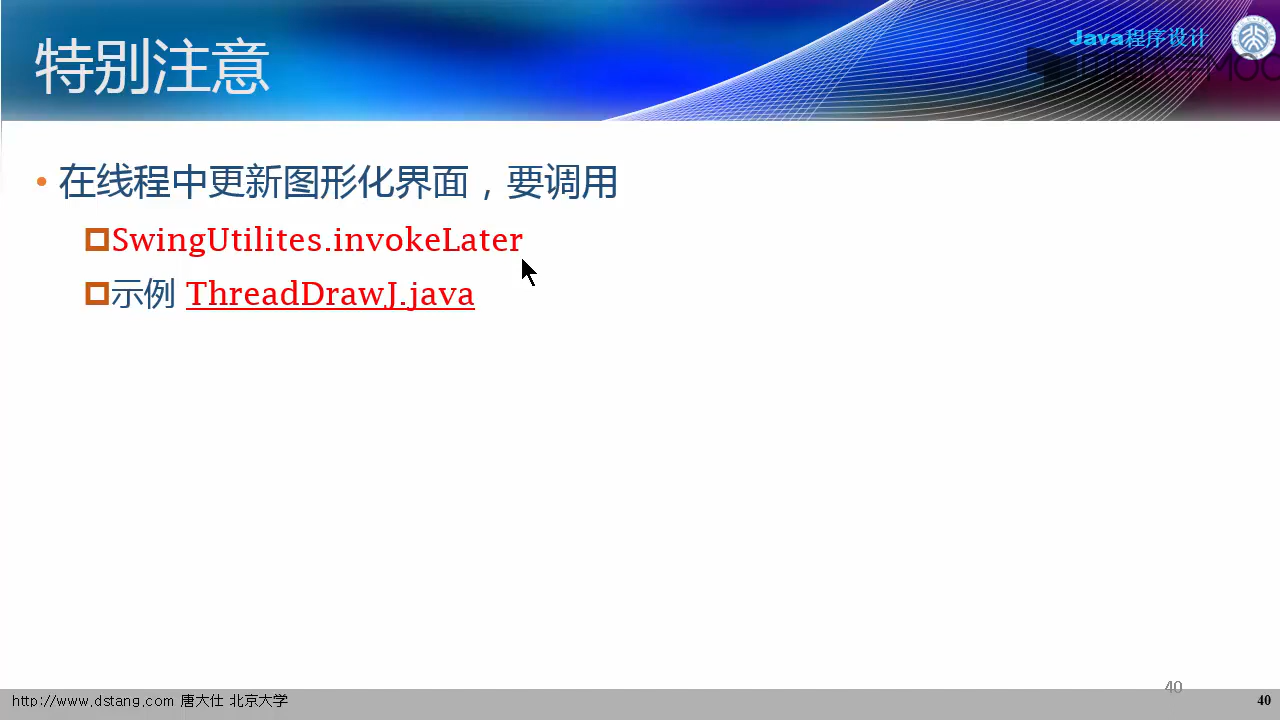 特别注意
Java程序设计
• 在线程中更新图形化界面，要调用
SwingUtilites.invokeLater
示例 ThreadDrawJ.java
40
http://www.dstang.com 唐大仕 北京大学
40